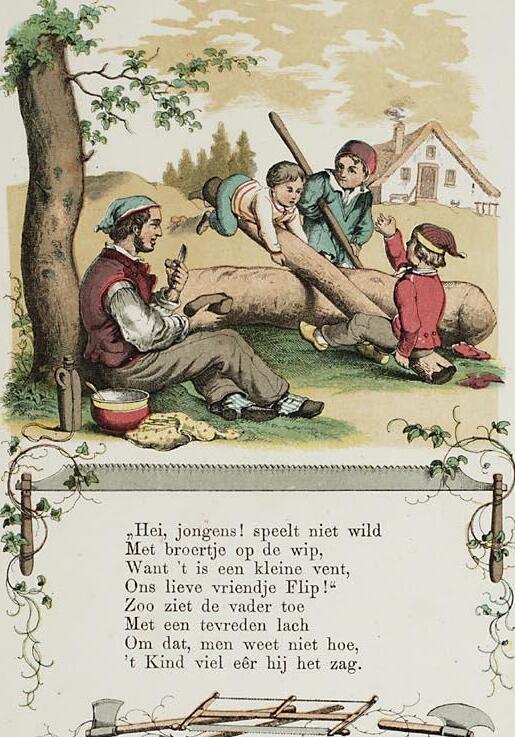 „Hei, jongens! speelt niet wild
Met broertje op de wip,
Want 't is een kleine vent,
Ons lieve vriendje Flip!“
Zoo ziet de vader toe
Met een tevreden lach
Om dat, men weet niet hoe,
't Kind viel eêr hij het zag.